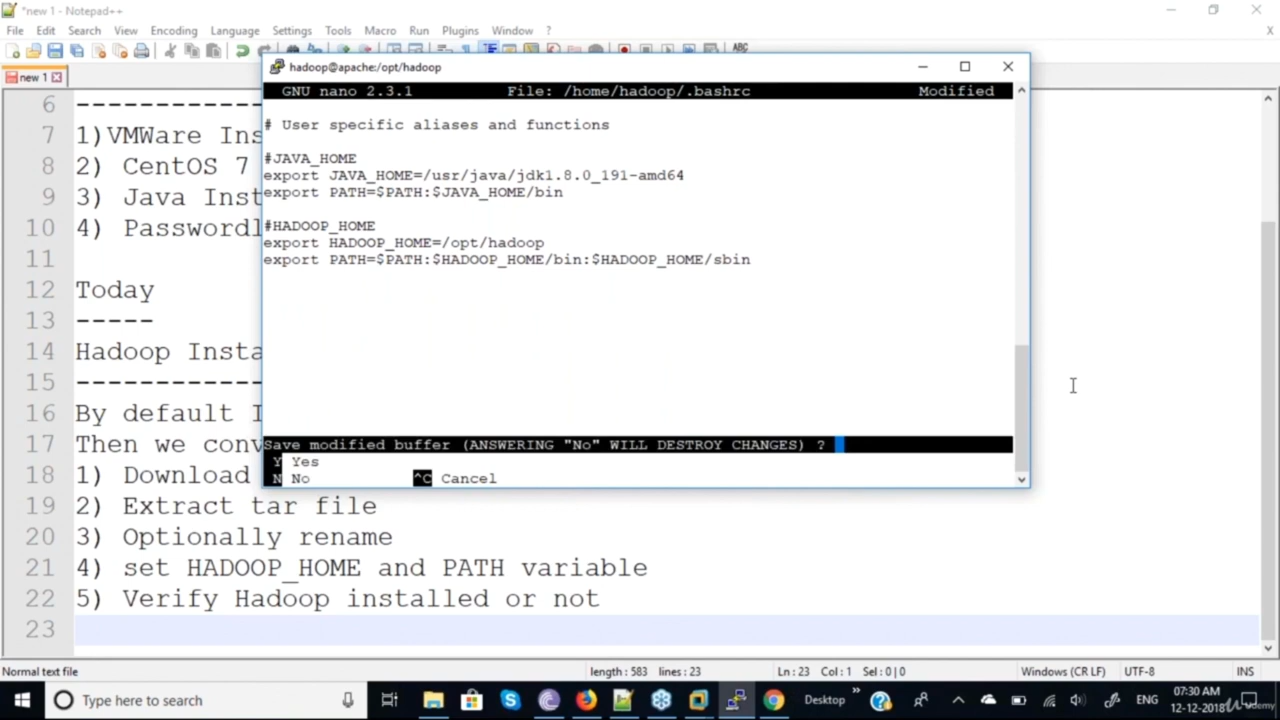 *new 1 - Notepad++
File Edit Search View Encoding Language Settings Tools Macro Run Plugins Window ?
X
ABC
new 1
hadoop@apache:/opt/hadoop
GNU nano 2.3.1 File: /home/hadoop/.bashrc Modified
# User specific aliases and functions
#JAVA_HOME
export JAVA_HOME=/usr/java/jdk1.8.0_191-amd64
export PATH=$PATH:$JAVA_HOME/bin
#HADOOP_HOME
export HADOOP_HOME=/opt/hadoop
export PATH=$PATH:$HADOOP_HOME/bin:$HADOOP_HOME/sbin
Save modified buffer (ANSWERING "No" WILL DESTROY CHANGES) ?
Y Yes
N No ^C Cancel
6 ------------
7 1)VMWare Ins
8 2) CentOS 7
9 3) Java Inst
10 4) Passwordl
11
12 Today
13 -----
14 Hadoop Insta
15 ------------
16 By default I
17 Then we conv
18 1) Download
19 2) Extract tar file
20 3) Optionally rename
21 4) set HADOOP_HOME and PATH variable
22 5) Verify Hadoop installed or not
23
Normal text file length : 583 lines : 23 Ln : 23 Col : 1 Sel : 0 | 0 Windows (CR LF) UTF-8 INS
Type here to search
Desktop
ENG
07:30 AM
12-12-2018
Udemy